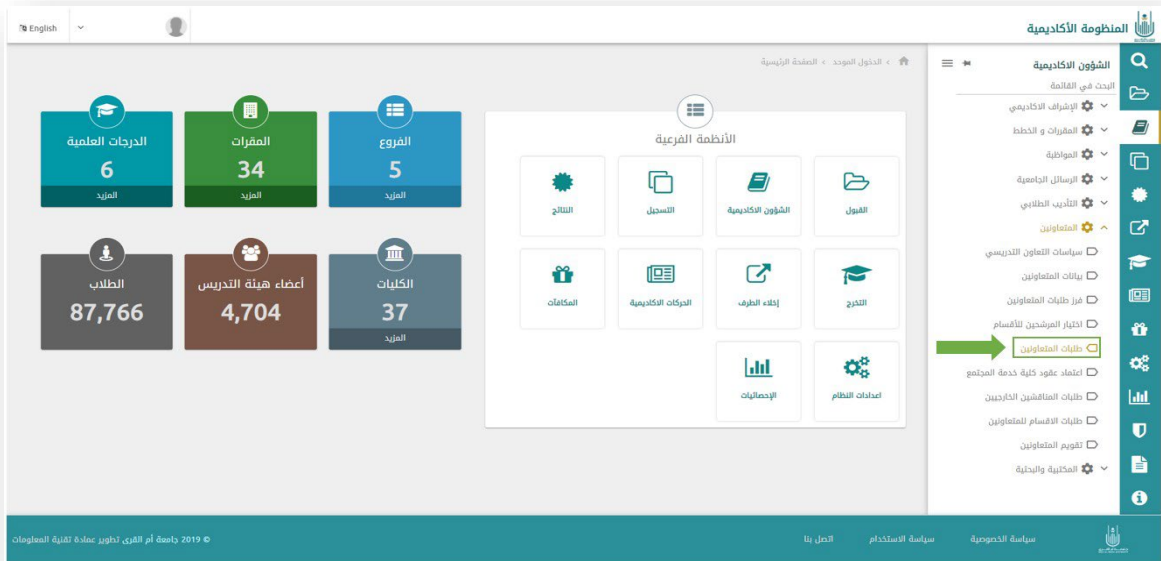 المنظومة الأكاديمية
English
الشؤون الاكاديمية
البحث في القائمة
الإشراف الاكاديمي
المقررات و الخطط
المواظبة
الرسائل الجامعية
التأديب الطلابي
المتعاونين
سياسات التعاون التدريسي
بيانات المتعاونين
فرز طلبات المتعاونين
اختيار المرشحين للأقسام
طلبات المتعاونين
اعتماد عقود كلية خدمة المجتمع
طلبات المناقشين الخارجيين
طلبات الاقسام للمتعاونين
تقويم المتعاونين
المكتبية والبحثية
الدخول الموحد > الصفحة الرئيسية
الأنظمة الفرعية
القبول
الشؤون الاكاديمية
التسجيل
النتائج
التخرج
إخلاء الطرف
الحركات الاكاديمية
المكافآت
اعدادات النظام
الإحصائيات
الفروع
5
المزيد
المقرات
34
المزيد
الدرجات العلمية
6
المزيد
الكليات
37
المزيد
أعضاء هيئة التدريس
4,704
الطلاب
87,766
سياسة الخصوصية
سياسة الاستخدام
اتصل بنا
© 2019 جامعة أم القرى تطوير عمادة تقنية المعلومات